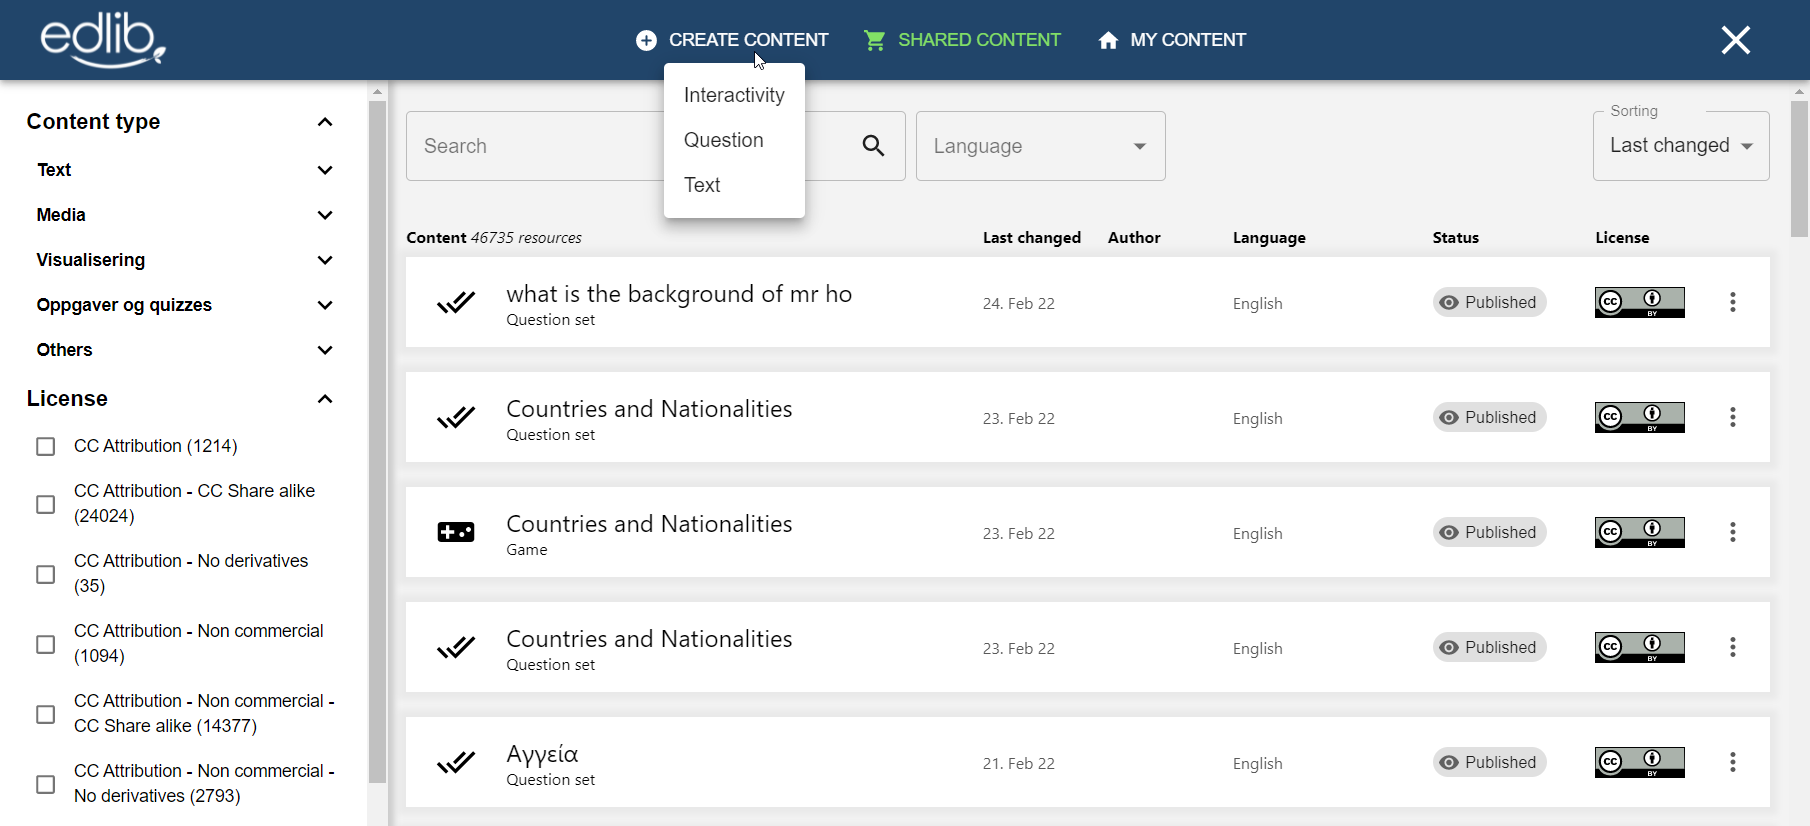 edlib
CREATE CONTENT
SHARED CONTENT
MY CONTENT
Interactivity
Question
Text
Content type
Text
Media
Visualisering
Oppgaver og quizzes
Others
License
CC Attribution (1214)
CC Attribution - CC Share alike
(24024)
CC Attribution - No derivatives
(35)
CC Attribution - Non commercial
(1094)
CC Attribution - Non commercial -
CC Share alike (14377)
CC Attribution - Non commercial -
No derivatives (2793)
Search
Language
Sorting
Last changed
Content 46735 resources Last changed Author Language Status License
what is the background of mr ho
Question set
24. Feb 22
English
Published
CC BY
Countries and Nationalities
Question set
23. Feb 22
English
Published
CC BY
Countries and Nationalities
Game
23. Feb 22
English
Published
CC BY
Countries and Nationalities
Question set
23. Feb 22
English
Published
CC BY
Αγγεία
Question set
21. Feb 22
English
Published
CC BY